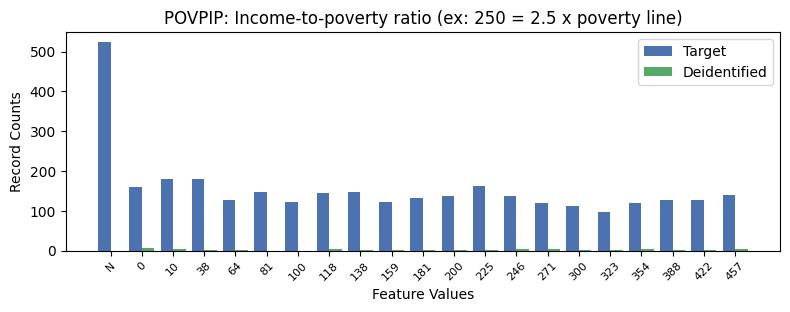 POVPIP: Income-to-poverty ratio (ex: 250 = 2.5 x poverty line)
Target
Deidentified
Record Counts
500
400
300
200
100
0
N 0 10 38 64 81 100 118 138 159 181 200 225 246 271 300 323 354 388 422 457
Feature Values